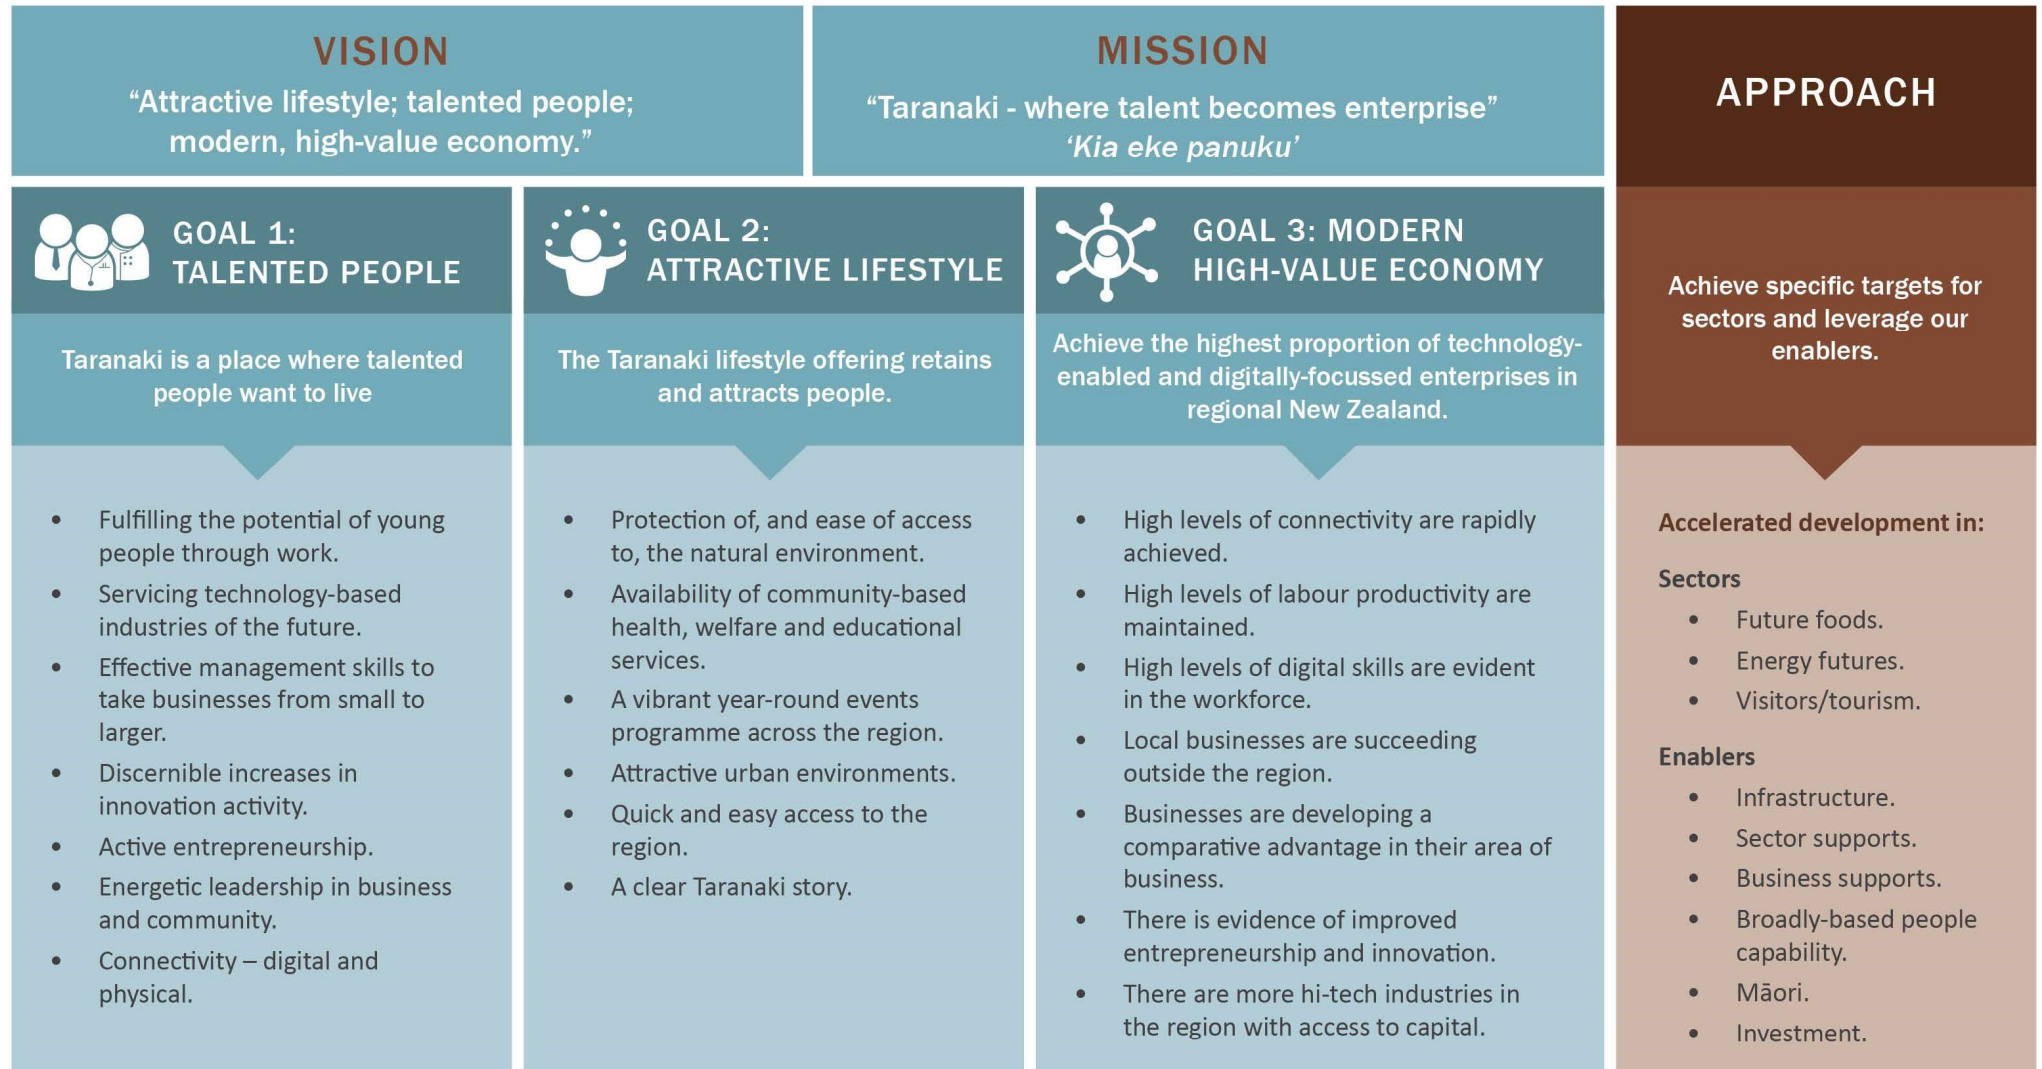 VISION
“Attractive lifestyle; talented people;
modern, high-value economy.”
MISSION
“Taranaki - where talent becomes enterprise”
‘Kia eke panuku’
APPROACH
GOAL 1:
TALENTED PEOPLE
Taranaki is a place where talented
people want to live
• Fulfilling the potential of young
people through work.
• Servicing technology-based
industries of the future.
• Effective management skills to
take businesses from small to
larger.
• Discernible increases in
innovation activity.
• Active entrepreneurship.
• Energetic leadership in business
and community.
• Connectivity – digital and
physical.
GOAL 2:
ATTRACTIVE LIFESTYLE
The Taranaki lifestyle offering retains
and attracts people.
• Protection of, and ease of access
to, the natural environment.
• Availability of community-based
health, welfare and educational
services.
• A vibrant year-round events
programme across the region.
• Attractive urban environments.
• Quick and easy access to the
region.
• A clear Taranaki story.
GOAL 3: MODERN
HIGH-VALUE ECONOMY
Achieve the highest proportion of technology-
enabled and digitally-focussed enterprises in
regional New Zealand.
• High levels of connectivity are rapidly
achieved.
• High levels of labour productivity are
maintained.
• High levels of digital skills are evident
in the workforce.
• Local businesses are succeeding
outside the region.
• Businesses are developing a
comparative advantage in their area of
business.
• There is evidence of improved
entrepreneurship and innovation.
• There are more hi-tech industries in
the region with access to capital.
Achieve specific targets for
sectors and leverage our
enablers.
Accelerated development in:
Sectors
• Future foods.
• Energy futures.
• Visitors/tourism.
Enablers
• Infrastructure.
• Sector supports.
• Business supports.
• Broadly-based people
capability.
• Māori.
• Investment.